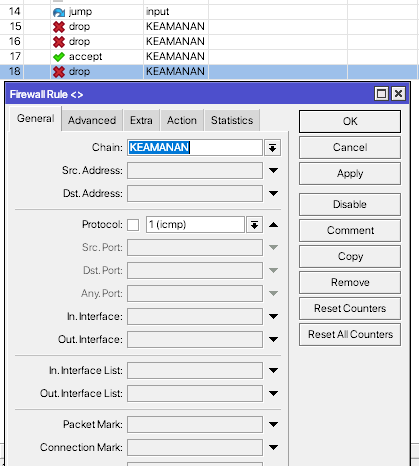 14 jump input
15 drop KEAMANAN
16 drop KEAMANAN
17 accept KEAMANAN
18 drop KEAMANAN
Firewall Rule <>
General Advanced Extra Action Statistics
Chain: KEAMANAN
Src. Address:
Dst. Address:
Protocol: 1 (icmp)
Src. Port:
Dst. Port:
Any. Port:
In. Interface:
Out. Interface:
In. Interface List:
Out. Interface List:
Packet Mark:
Connection Mark:
OK
Cancel
Apply
Disable
Comment
Copy
Remove
Reset Counters
Reset All Counters